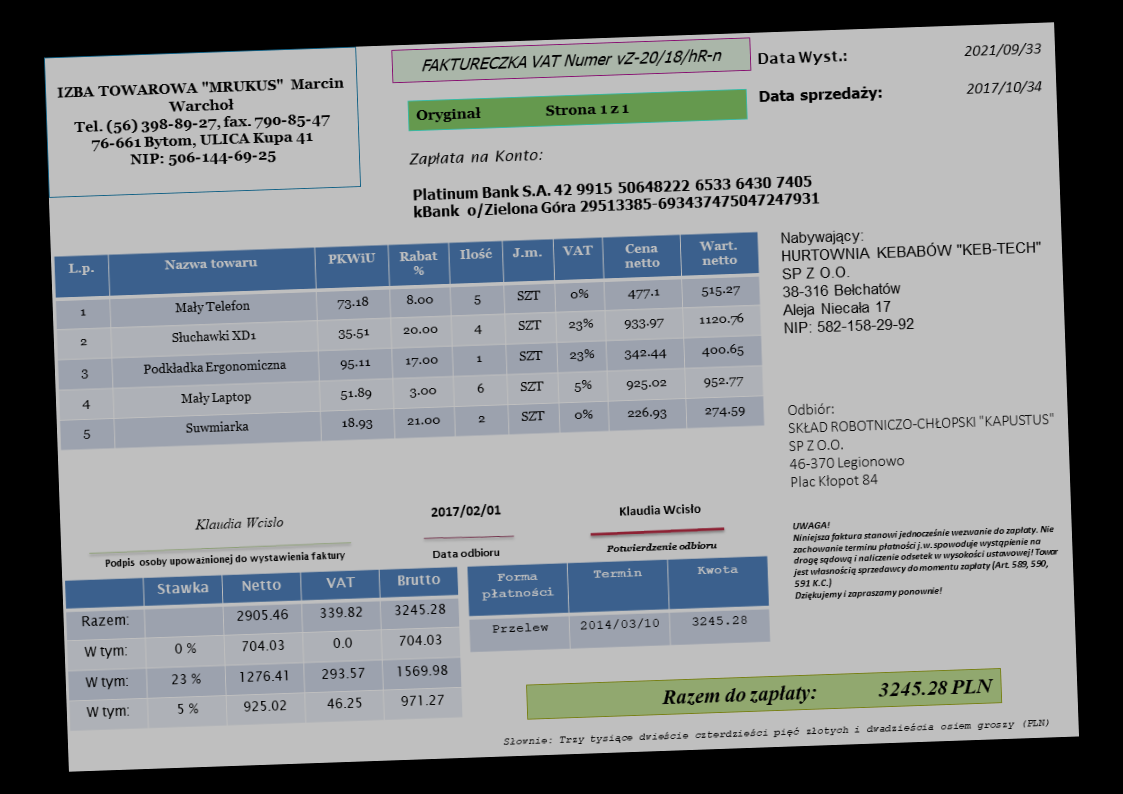 IZBA TOWAROWA "MRUKUS" Marcin
Warchoł
Tel. (56) 398-89-27, fax. 790-85-47
76-661 Bytom, ULICA Kupa 41
NIP: 506-144-69-25
FAKTURECZKA VAT Numer vZ-20/18/hR-n
Oryginał Strona 1 z 1
Data Wyst.: 2021/09/33
Data sprzedaży: 2017/10/34
Zapłata na Konto:
Platinum Bank S.A. 42 9915 50648222 6533 6430 7405
kBank o/Zielona Góra 29513385-693437475047247931
L.p. Nazwa towaru PKWiU Rabat % Ilość J.m. VAT Cena netto Wart. netto
1 Mały Telefon 73.18 8.00 5 SZT 0% 477.1 515.27
2 Słuchawki XD1 35.51 20.00 4 SZT 23% 933.97 1120.76
3 Podkładka Ergonomiczna 95.11 17.00 1 SZT 23% 342.44 400.65
4 Mały Laptop 51.89 3.00 6 SZT 5% 925.02 952.77
5 Suwmiarka 18.93 21.00 2 SZT 0% 226.93 274.59
Nabywający:
HURTOWNIA KEBABÓW "KEB-TECH"
SP Z O.O.
38-316 Bełchatów
Aleja Niecała 17
NIP: 582-158-29-92
Odbiór:
SKŁAD ROBOTNICZO-CHŁOPSKI "KAPUSTUS"
SP Z O.O.
46-370 Legionowo
Plac Kłopot 84
Klaudia Wcisło
Podpis osoby upoważnionej do wystawienia faktury
2017/02/01
Data odbioru
Klaudia Wcisło
Potwierdzenie odbioru
UWAGA!
Niniejsza faktura stanowi jednocześnie wezwanie do zapłaty. Nie
zachowanie terminu płatności j.w. spowoduje wystąpienie na
drogę sądową i naliczenie odsetek w wysokości ustawowej! Towar
jest własnością sprzedawcy do momentu zapłaty (Art. 589, 590,
591 K.C.)
Dziękujemy i zapraszamy ponownie!
Stawka Netto VAT Brutto
Razem: 2905.46 339.82 3245.28
W tym: 0 % 704.03 0.0 704.03
W tym: 23 % 1276.41 293.57 1569.98
W tym: 5 % 925.02 46.25 971.27
Forma płatności Termin Kwota
Przelew 2014/03/10 3245.28
Razem do zapłaty: 3245.28 PLN
Słownie: Trzy tysiące dwieście czterdzieści pięć złotych i dwadzieścia osiem groszy (PLN)